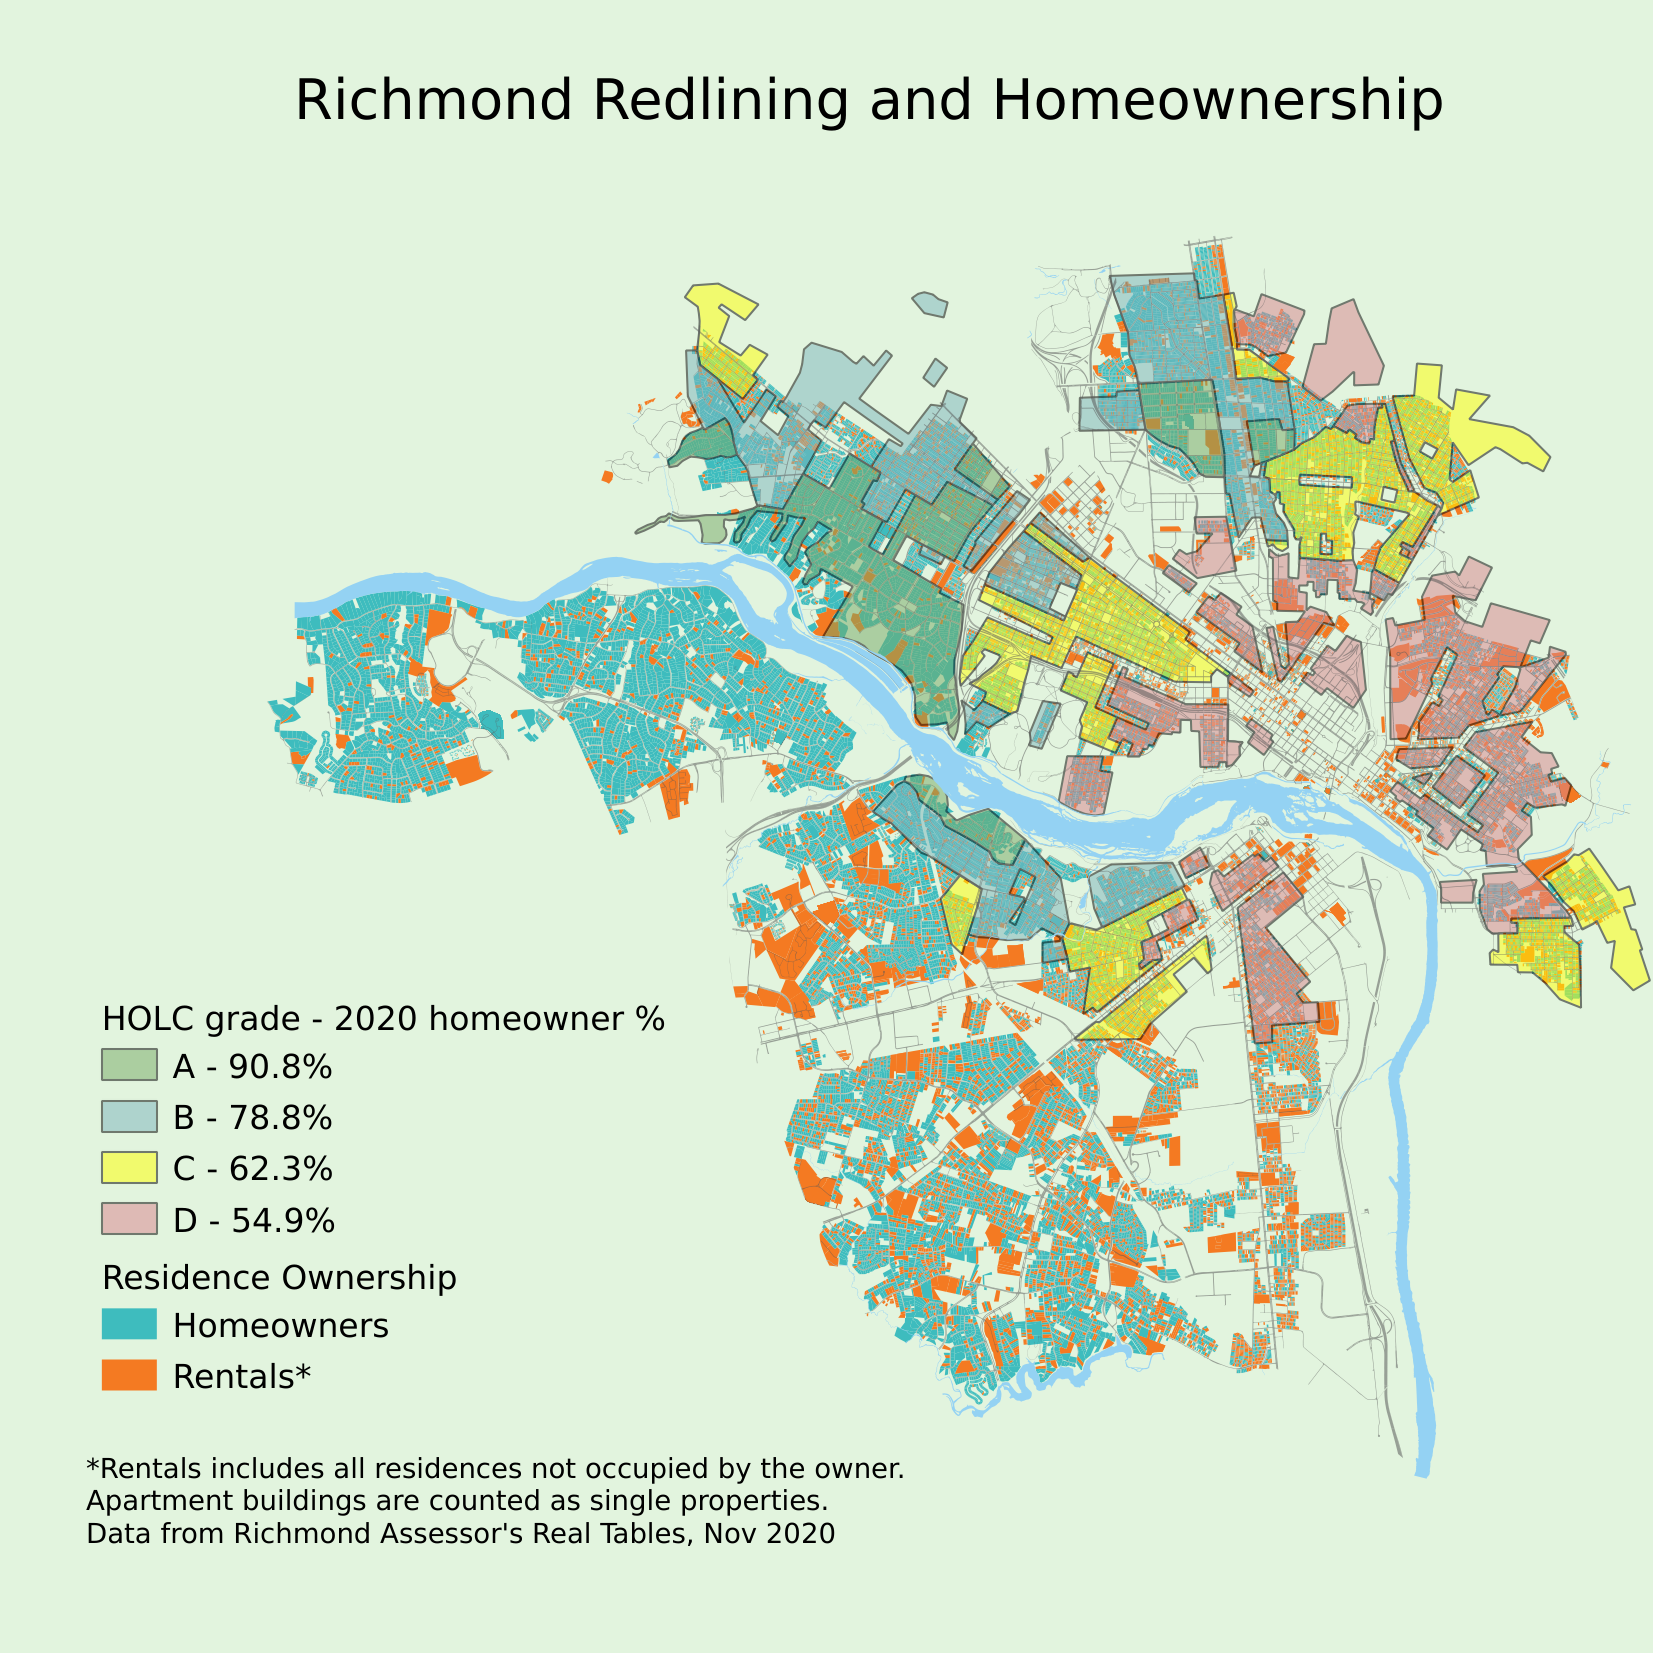 Richmond Redlining and Homeownership
HOLC grade - 2020 homeowner %
A - 90.8%
B - 78.8%
C - 62.3%
D - 54.9%
Residence Ownership
Homeowners
Rentals*
*Rentals includes all residences not occupied by the owner.
Apartment buildings are counted as single properties.
Data from Richmond Assessor's Real Tables, Nov 2020